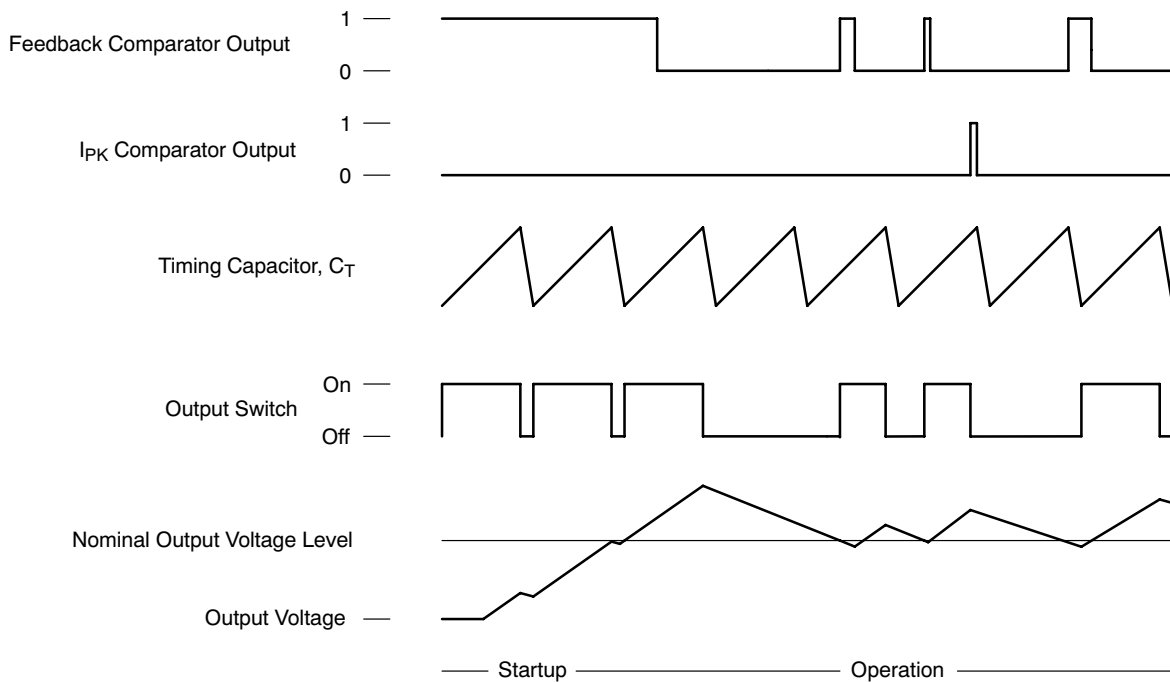 1
Feedback Comparator Output
0
1
IPK Comparator Output
0
Timing Capacitor, CT
On
Output Switch
Off
Nominal Output Voltage Level
Output Voltage
Startup
Operation